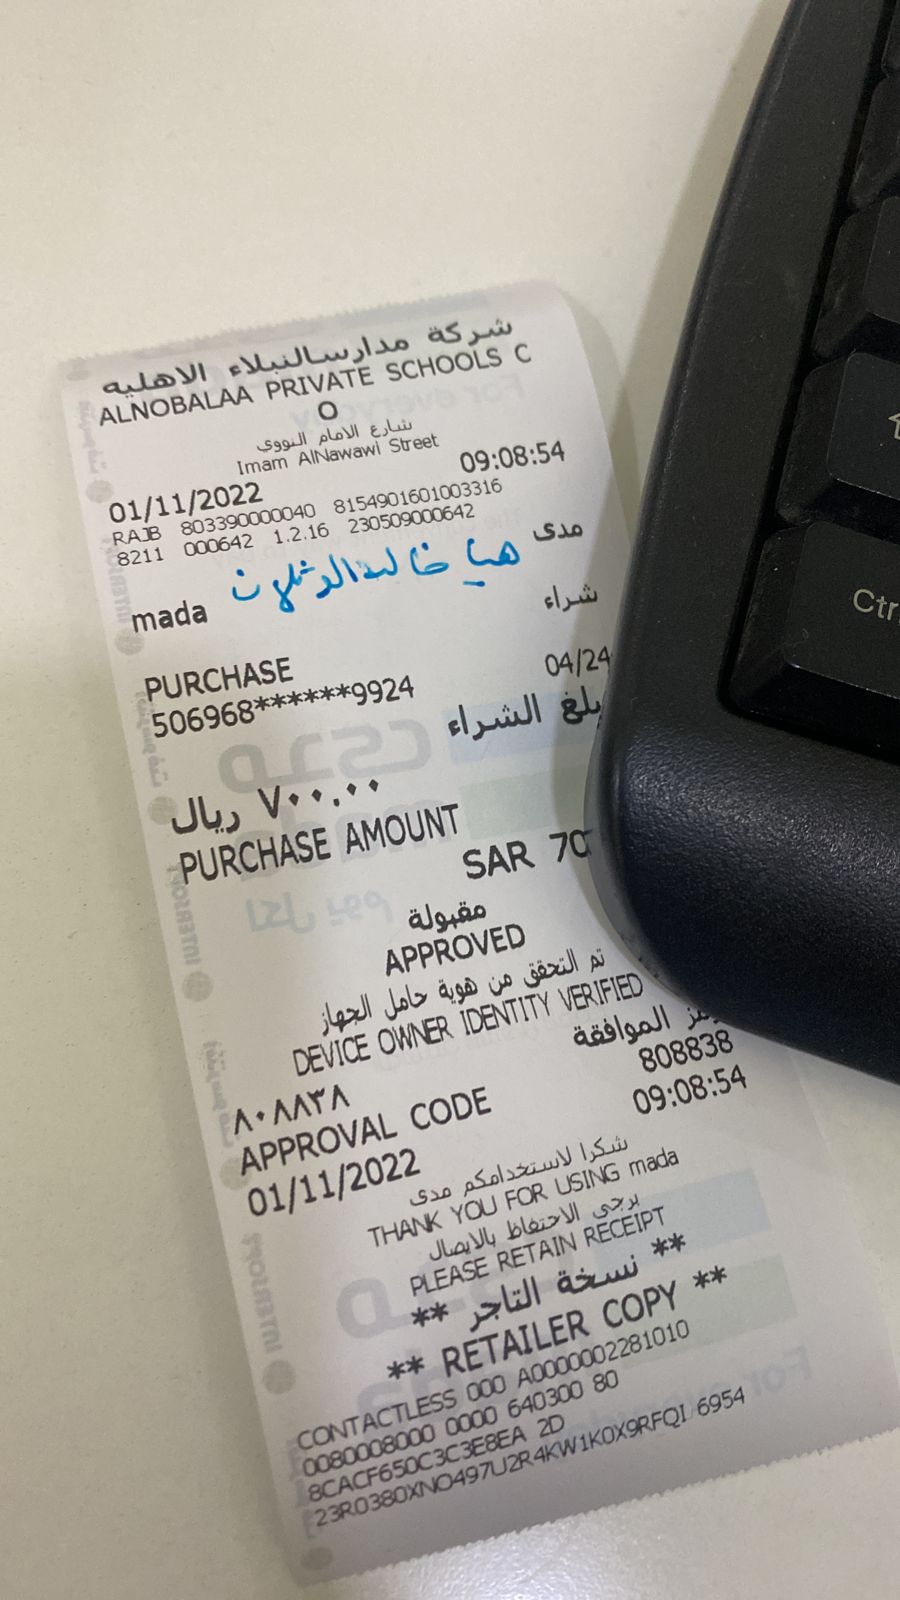 شركة مدارسالنبلاء الاهليه
ALNOBALAA PRIVATE SCHOOLS C
O
شارع الامام النووي
Imam AlNawawi Street
01/11/2022 09:08:54
RAJB 803390000040 8154901601003316
8211 000642 1.2.16 230509000642
مدى
هيا خالد
mada
شراء
PURCHASE
506968******9924 04/24
بلغ الشراء
٧٠٠.٠٠ ريال
PURCHASE AMOUNT
SAR 70
مقبولة
APPROVED
تم التحقق من هوية حامل الجهاز
DEVICE OWNER IDENTITY VERIFIED
الموافقة
٨٠٨٨٣٨ 808838
APPROVAL CODE
01/11/2022 09:08:54
شكرا لاستخدامكم مدى
THANK YOU FOR USING mada
يرجى الاحتفاظ بالايصال
PLEASE RETAIN RECEIPT
** نسخة التاجر **
** RETAILER COPY **
CONTACTLESS 000 A0000002281010
0080008000 0000 640300 80
8CACF650C3C3E8EA 2D
23R0380XNO497U2R4KW1K0X9RFQI 6954
Ctr